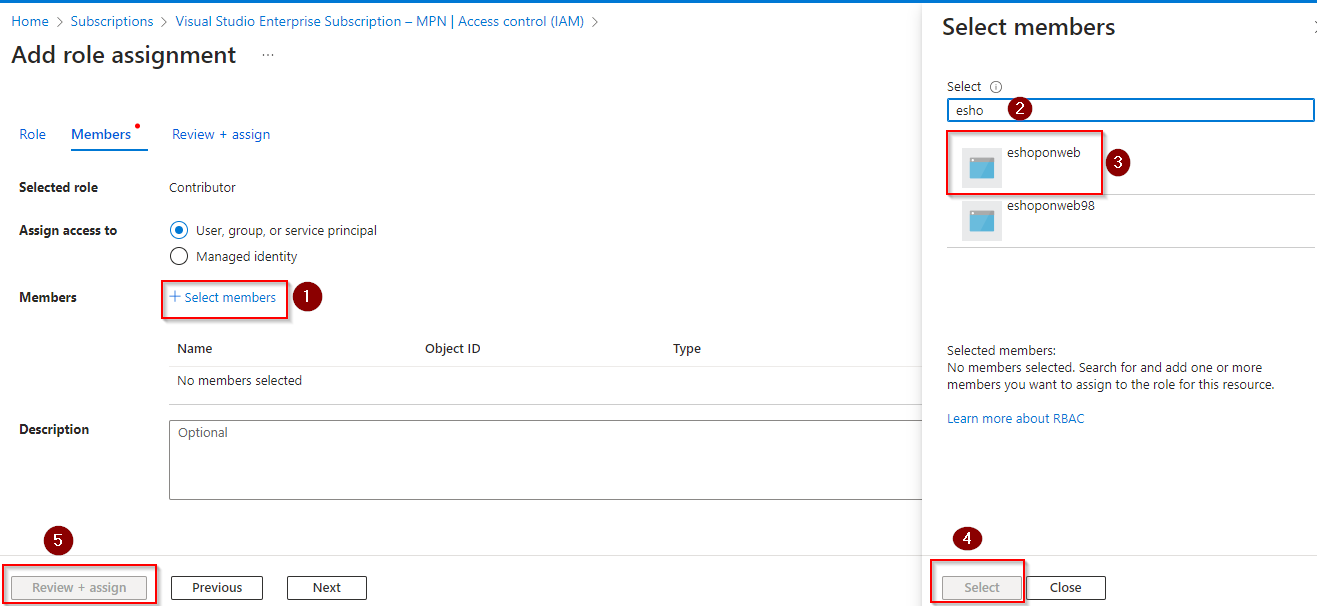 Home > Subscriptions > Visual Studio Enterprise Subscription – MPN | Access control (IAM) >
Add role assignment ...
Role Members Review + assign
Selected role Contributor
Assign access to User, group, or service principal
Managed identity
Members + Select members 1
Name Object ID Type
No members selected
Description Optional
5
Review + assign Previous Next
Select members
Select
esho 2
eshoponweb 3
eshoponweb98
Selected members:
No members selected. Search for and add one or more
members you want to assign to the role for this resource.
Learn more about RBAC
4
Select Close